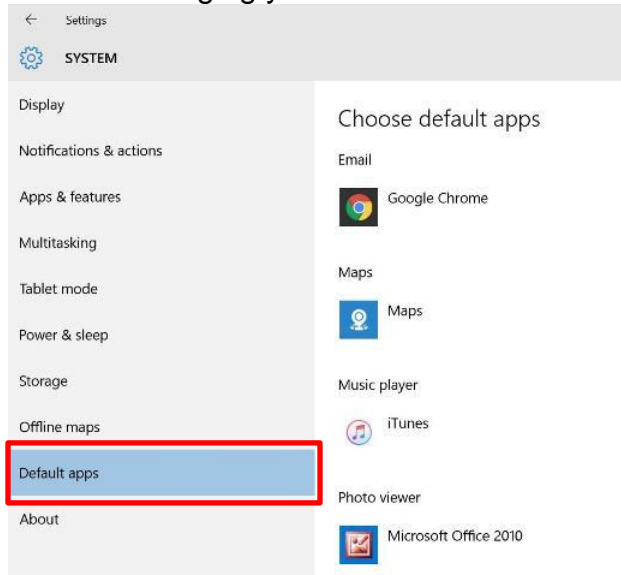 Settings
SYSTEM
Display
Notifications & actions
Apps & features
Multitasking
Tablet mode
Power & sleep
Storage
Offline maps
Default apps
About
Choose default apps
Email
Google Chrome
Maps
Maps
Music player
iTunes
Photo viewer
Microsoft Office 2010